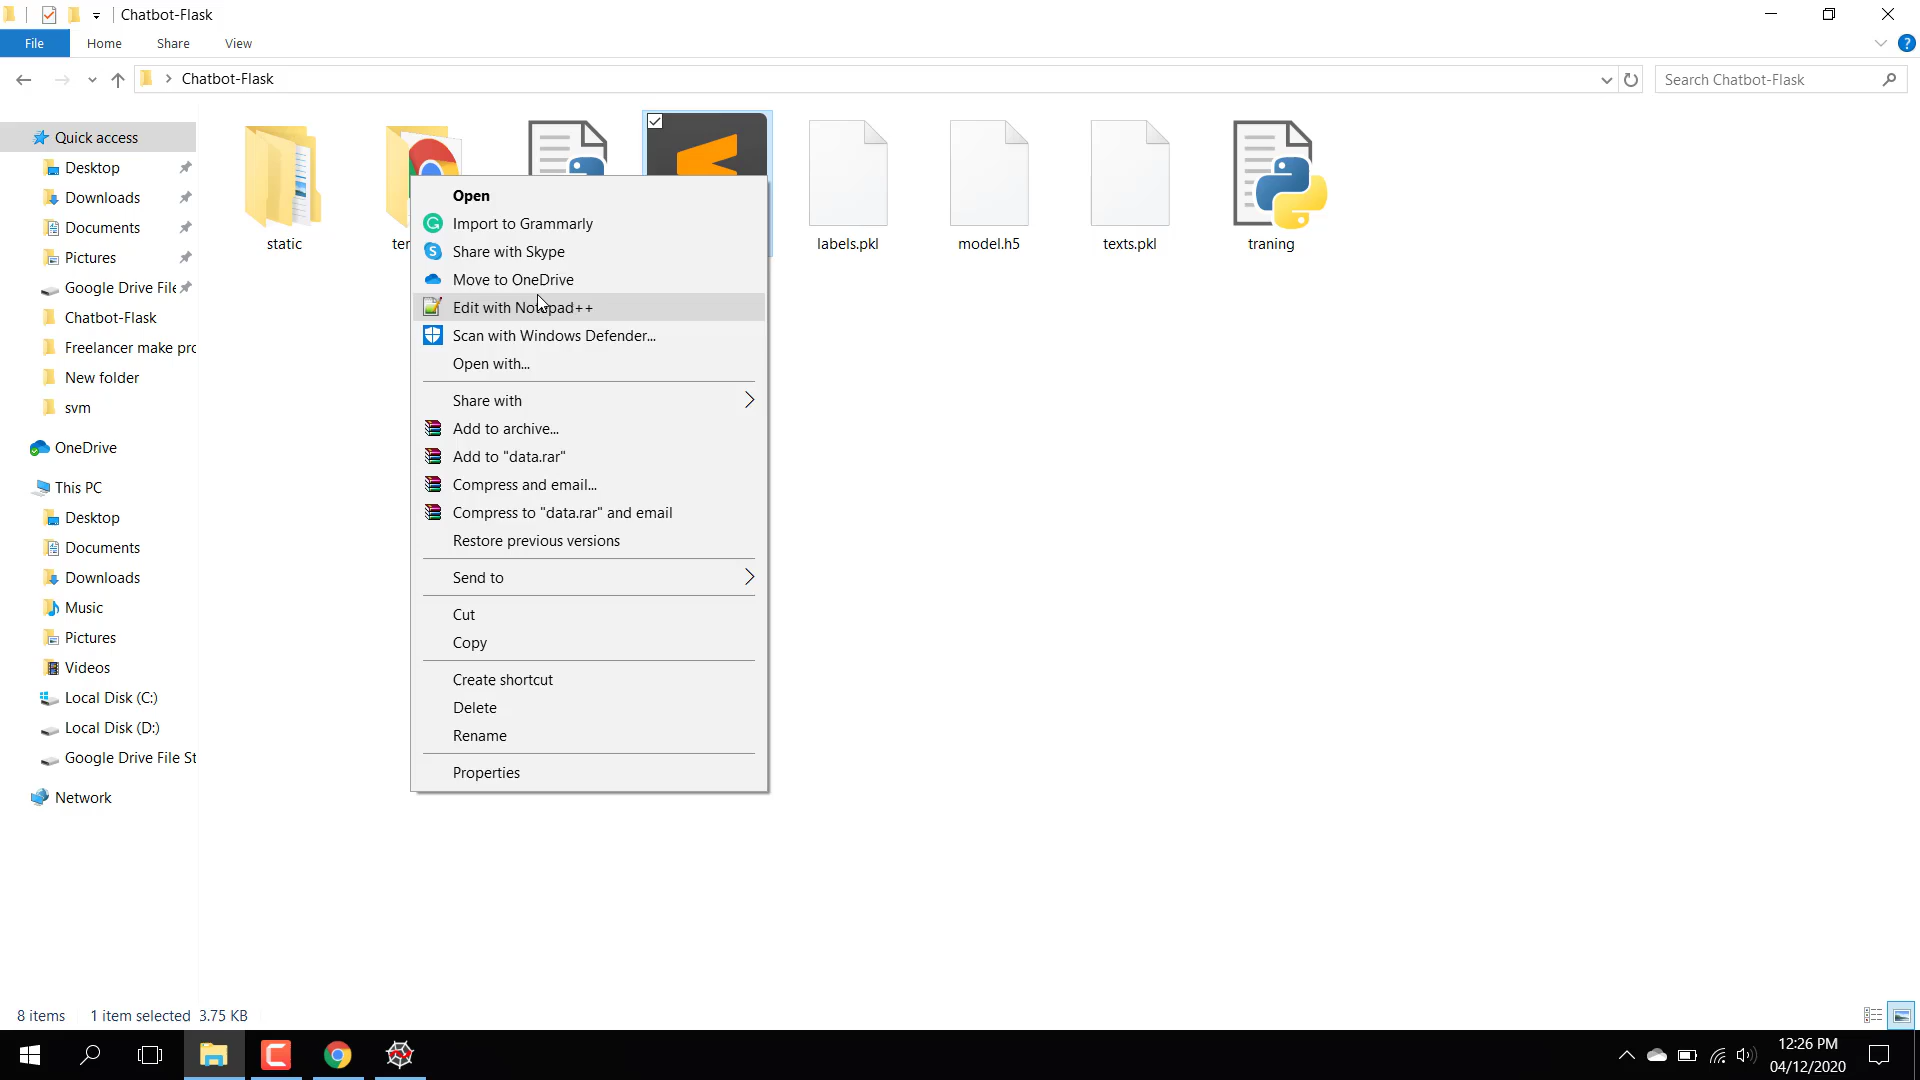 Chatbot-Flask
File Home Share View
Chatbot-Flask
Search Chatbot-Flask
Quick access
Desktop
Downloads
Documents
Pictures
Google Drive File
Chatbot-Flask
Freelancer make pro
New folder
svm
OneDrive
This PC
Desktop
Documents
Downloads
Music
Pictures
Videos
Local Disk (C:)
Local Disk (D:)
Google Drive File St
Network
static
labels.pkl
model.h5
texts.pkl
traning
Open
Import to Grammarly
Share with Skype
Move to OneDrive
Edit with Notepad++
Scan with Windows Defender...
Open with...
Share with
Add to archive...
Add to "data.rar"
Compress and email...
Compress to "data.rar" and email
Restore previous versions
Send to
Cut
Copy
Create shortcut
Delete
Rename
Properties
8 items 1 item selected 3.75 KB
12:26 PM
04/12/2020